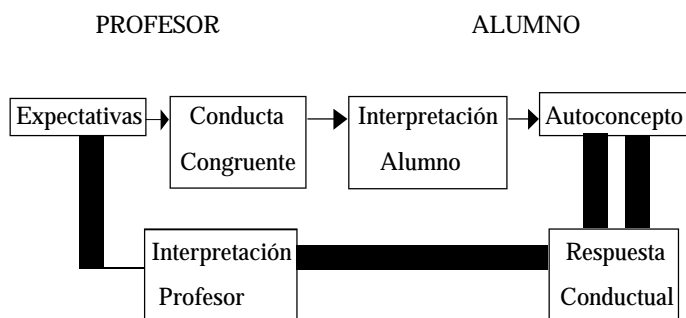 PROFESOR ALUMNO
Expectativas
Conducta
Congruente
Interpretación
Alumno
Autoconcepto
Interpretación
Profesor
Respuesta
Conductual